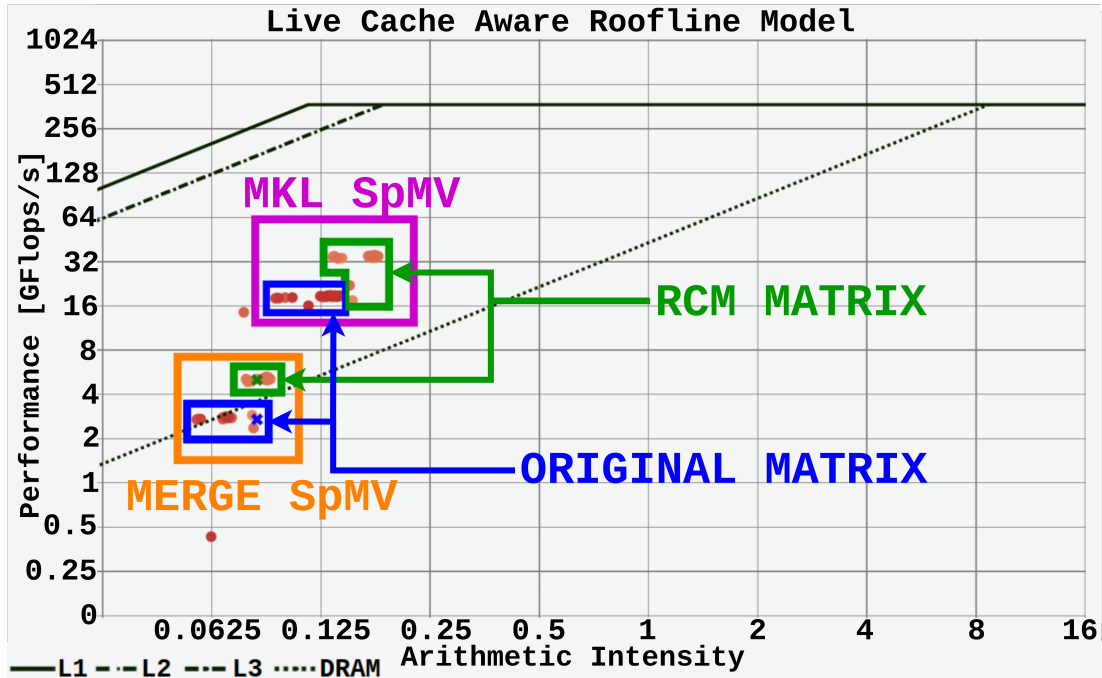 Live Cache Aware Roofline Model
1024
512
256
128
64
32
16
8
4
2
1
0.5
0.25
0
Performance [GFlops/s]
MKL SpMV
RCM MATRIX
ORIGINAL MATRIX
MERGE SpMV
0.0625 0.125 0.25 0.5 1 2 4 8 16
Arithmetic Intensity
L1 L2 L3 DRAM